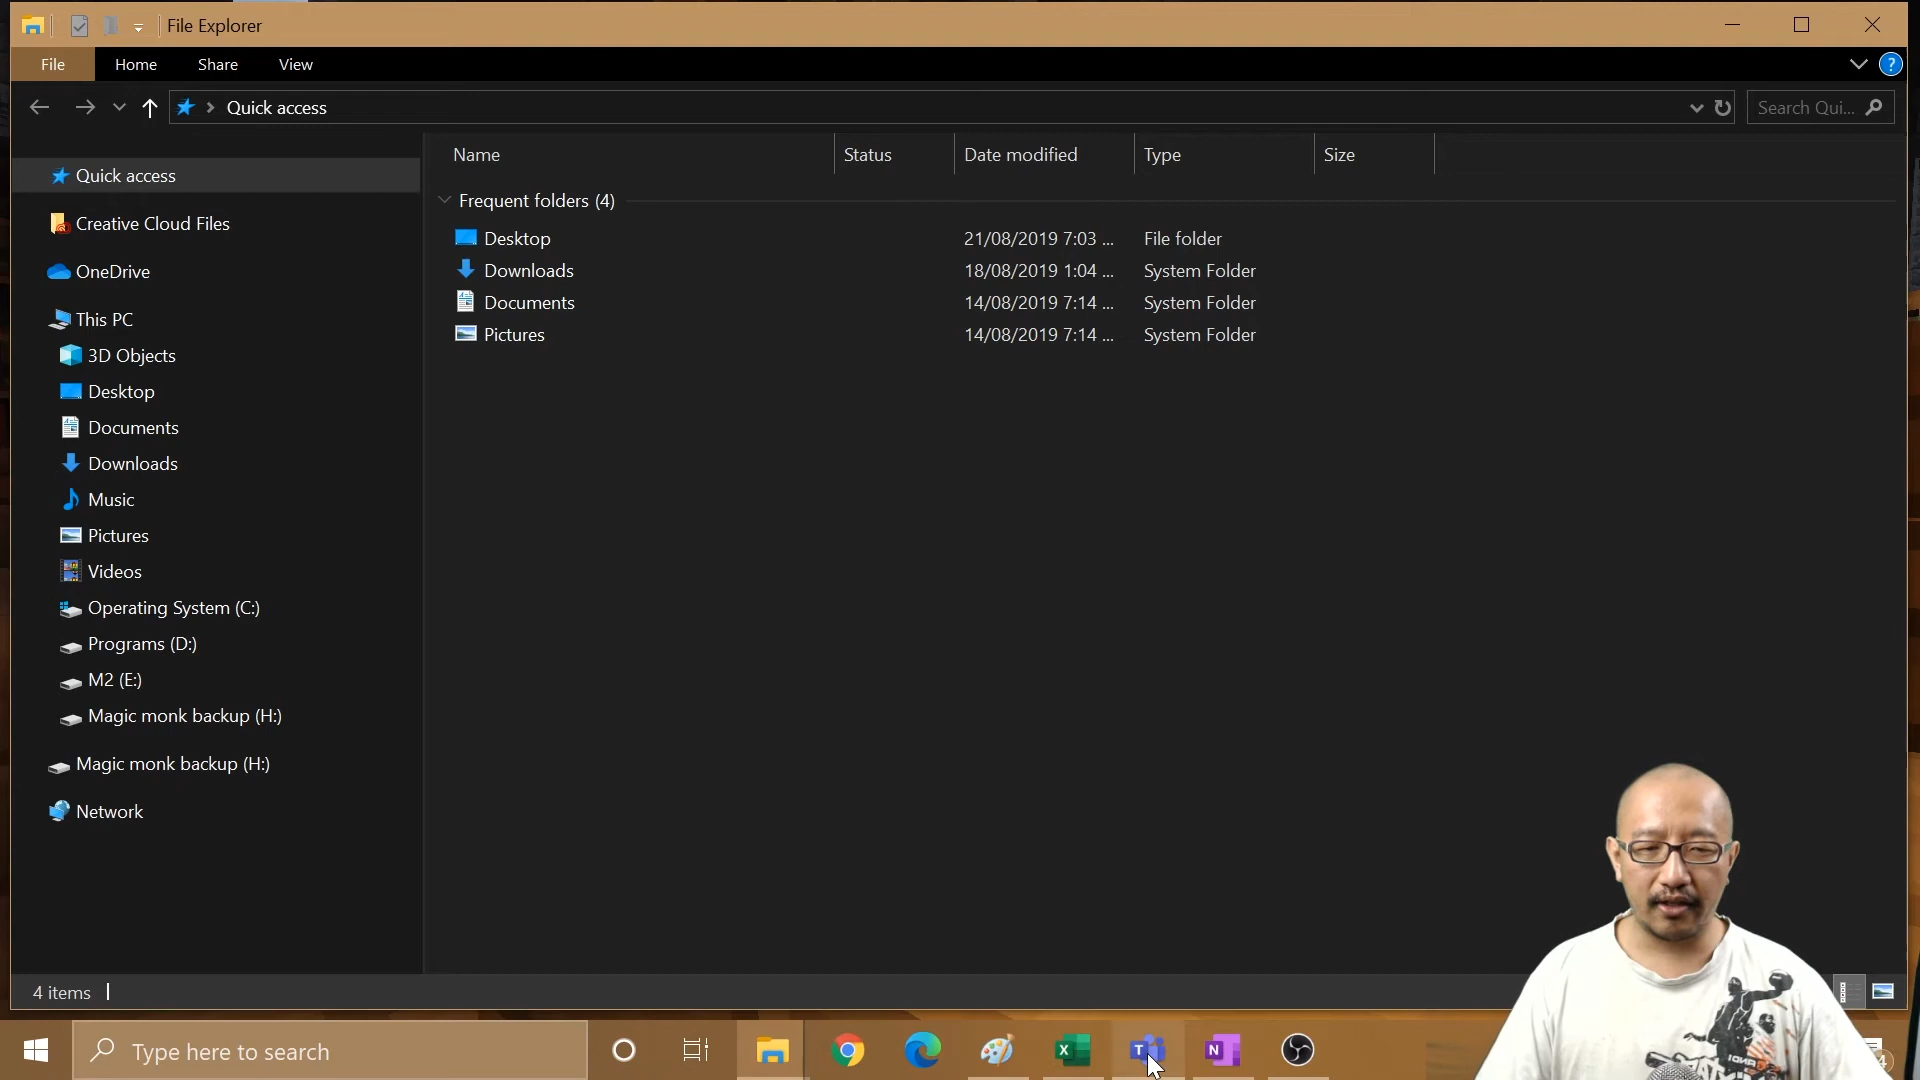 File Explorer
File Home Share View
?
Quick access
Search Qui...
Name Status Date modified Type Size
Quick access
Creative Cloud Files
OneDrive
This PC
3D Objects
Desktop
Documents
Downloads
Music
Pictures
Videos
Operating System (C:)
Programs (D:)
M2 (E:)
Magic monk backup (H:)
Magic monk backup (H:)
Network
Frequent folders (4)
Desktop 21/08/2019 7:03 ... File folder
Downloads 18/08/2019 1:04 ... System Folder
Documents 14/08/2019 7:14 ... System Folder
Pictures 14/08/2019 7:14 ... System Folder
4 items
Type here to search
X
T
N
4